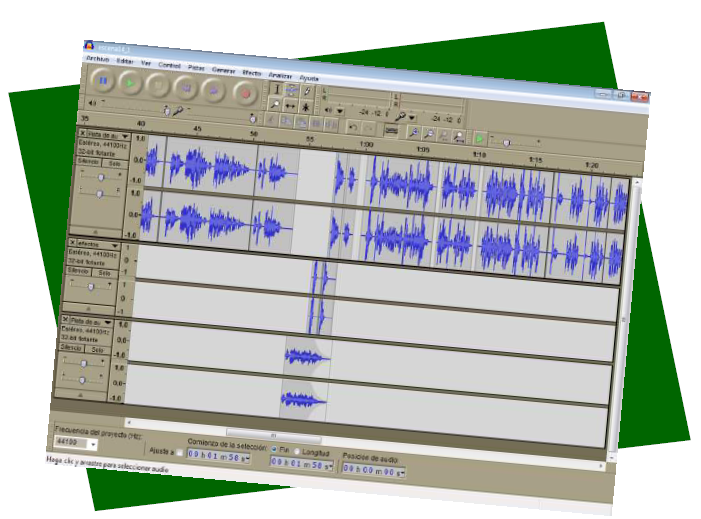 escena14_1
Archivo Editar Ver Control Pistas Generar Efecto Analizar Ayuda
L
R
L
R
-24 -12 0
-24 -12 0
35 40 45 55 1:00 1:05 1:10 1:15 1:20
X Pista de au
Estéreo, 44100Hz
32-bit flotante
Silencio Solo
- +
1,0
0,0
-1,0
1,0
0,0
-1,0
X efectos
Estéreo, 44100Hz
32-bit flotante
Silencio Solo
- +
1
0
-1
1
0
-1
X Pista de au
Estéreo, 44100Hz
32-bit flotante
Silencio Solo
- +
1,0
0,0
-1,0
1,0
0,0
-1,0
Frecuencia del proyecto (Hz):
44100
Ajuste a
Comienzo de la selección:
Fin
Longitud
Posición de audio
00 h 01 m 58 s
00 h 01 m 58 s
00 h 00 m 00 s
Haga clic y arrastre para seleccionar audio